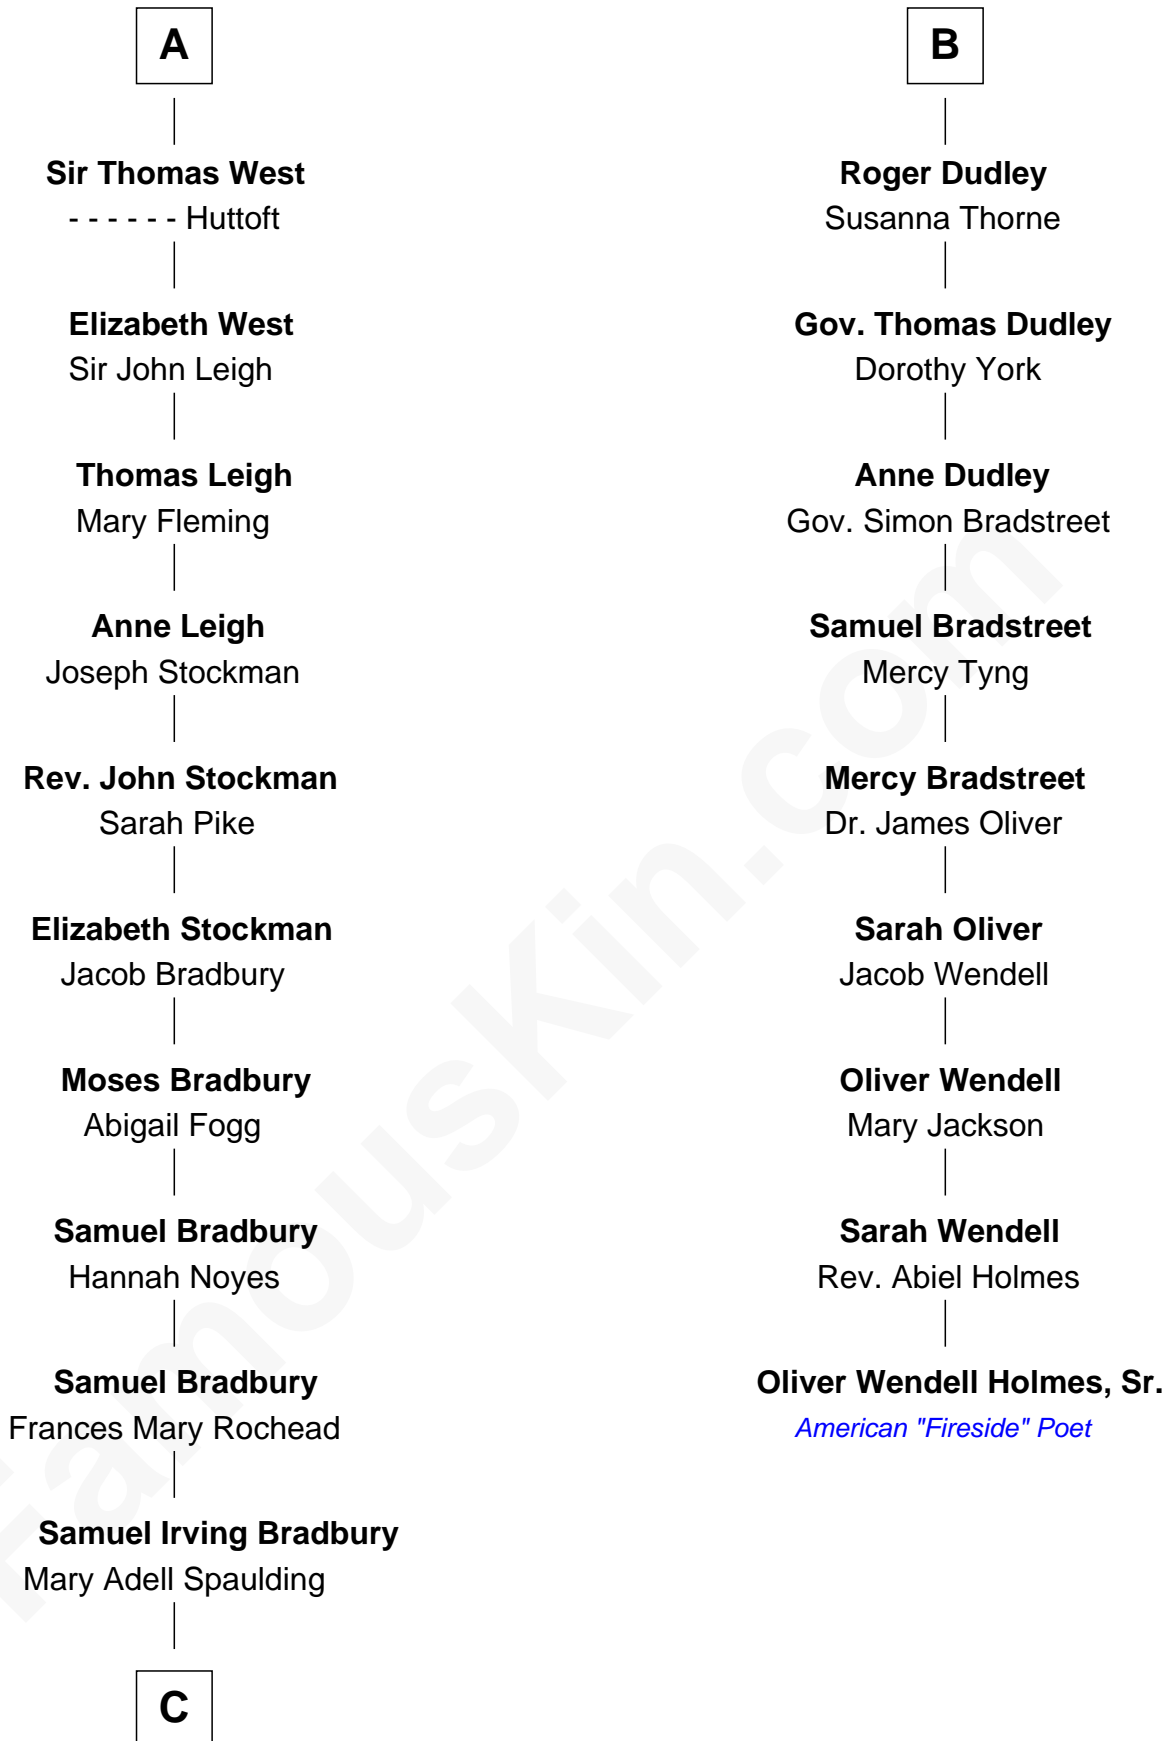 A
Sir Thomas West
- - - - - - Huttoft
Elizabeth West
Sir John Leigh
Thomas Leigh
Mary Fleming
Anne Leigh
Joseph Stockman
Rev. John Stockman
Sarah Pike
Elizabeth Stockman
Jacob Bradbury
Moses Bradbury
Abigail Fogg
Samuel Bradbury
Hannah Noyes
Samuel Bradbury
Frances Mary Rochead
Samuel Irving Bradbury
Mary Adell Spaulding
C
B
Roger Dudley
Susanna Thorne
Gov. Thomas Dudley
Dorothy York
Anne Dudley
Gov. Simon Bradstreet
Samuel Bradstreet
Mercy Tyng
Mercy Bradstreet
Dr. James Oliver
Sarah Oliver
Jacob Wendell
Oliver Wendell
Mary Jackson
Sarah Wendell
Rev. Abiel Holmes
Oliver Wendell Holmes, Sr.
American "Fireside" Poet
FamousKin.com